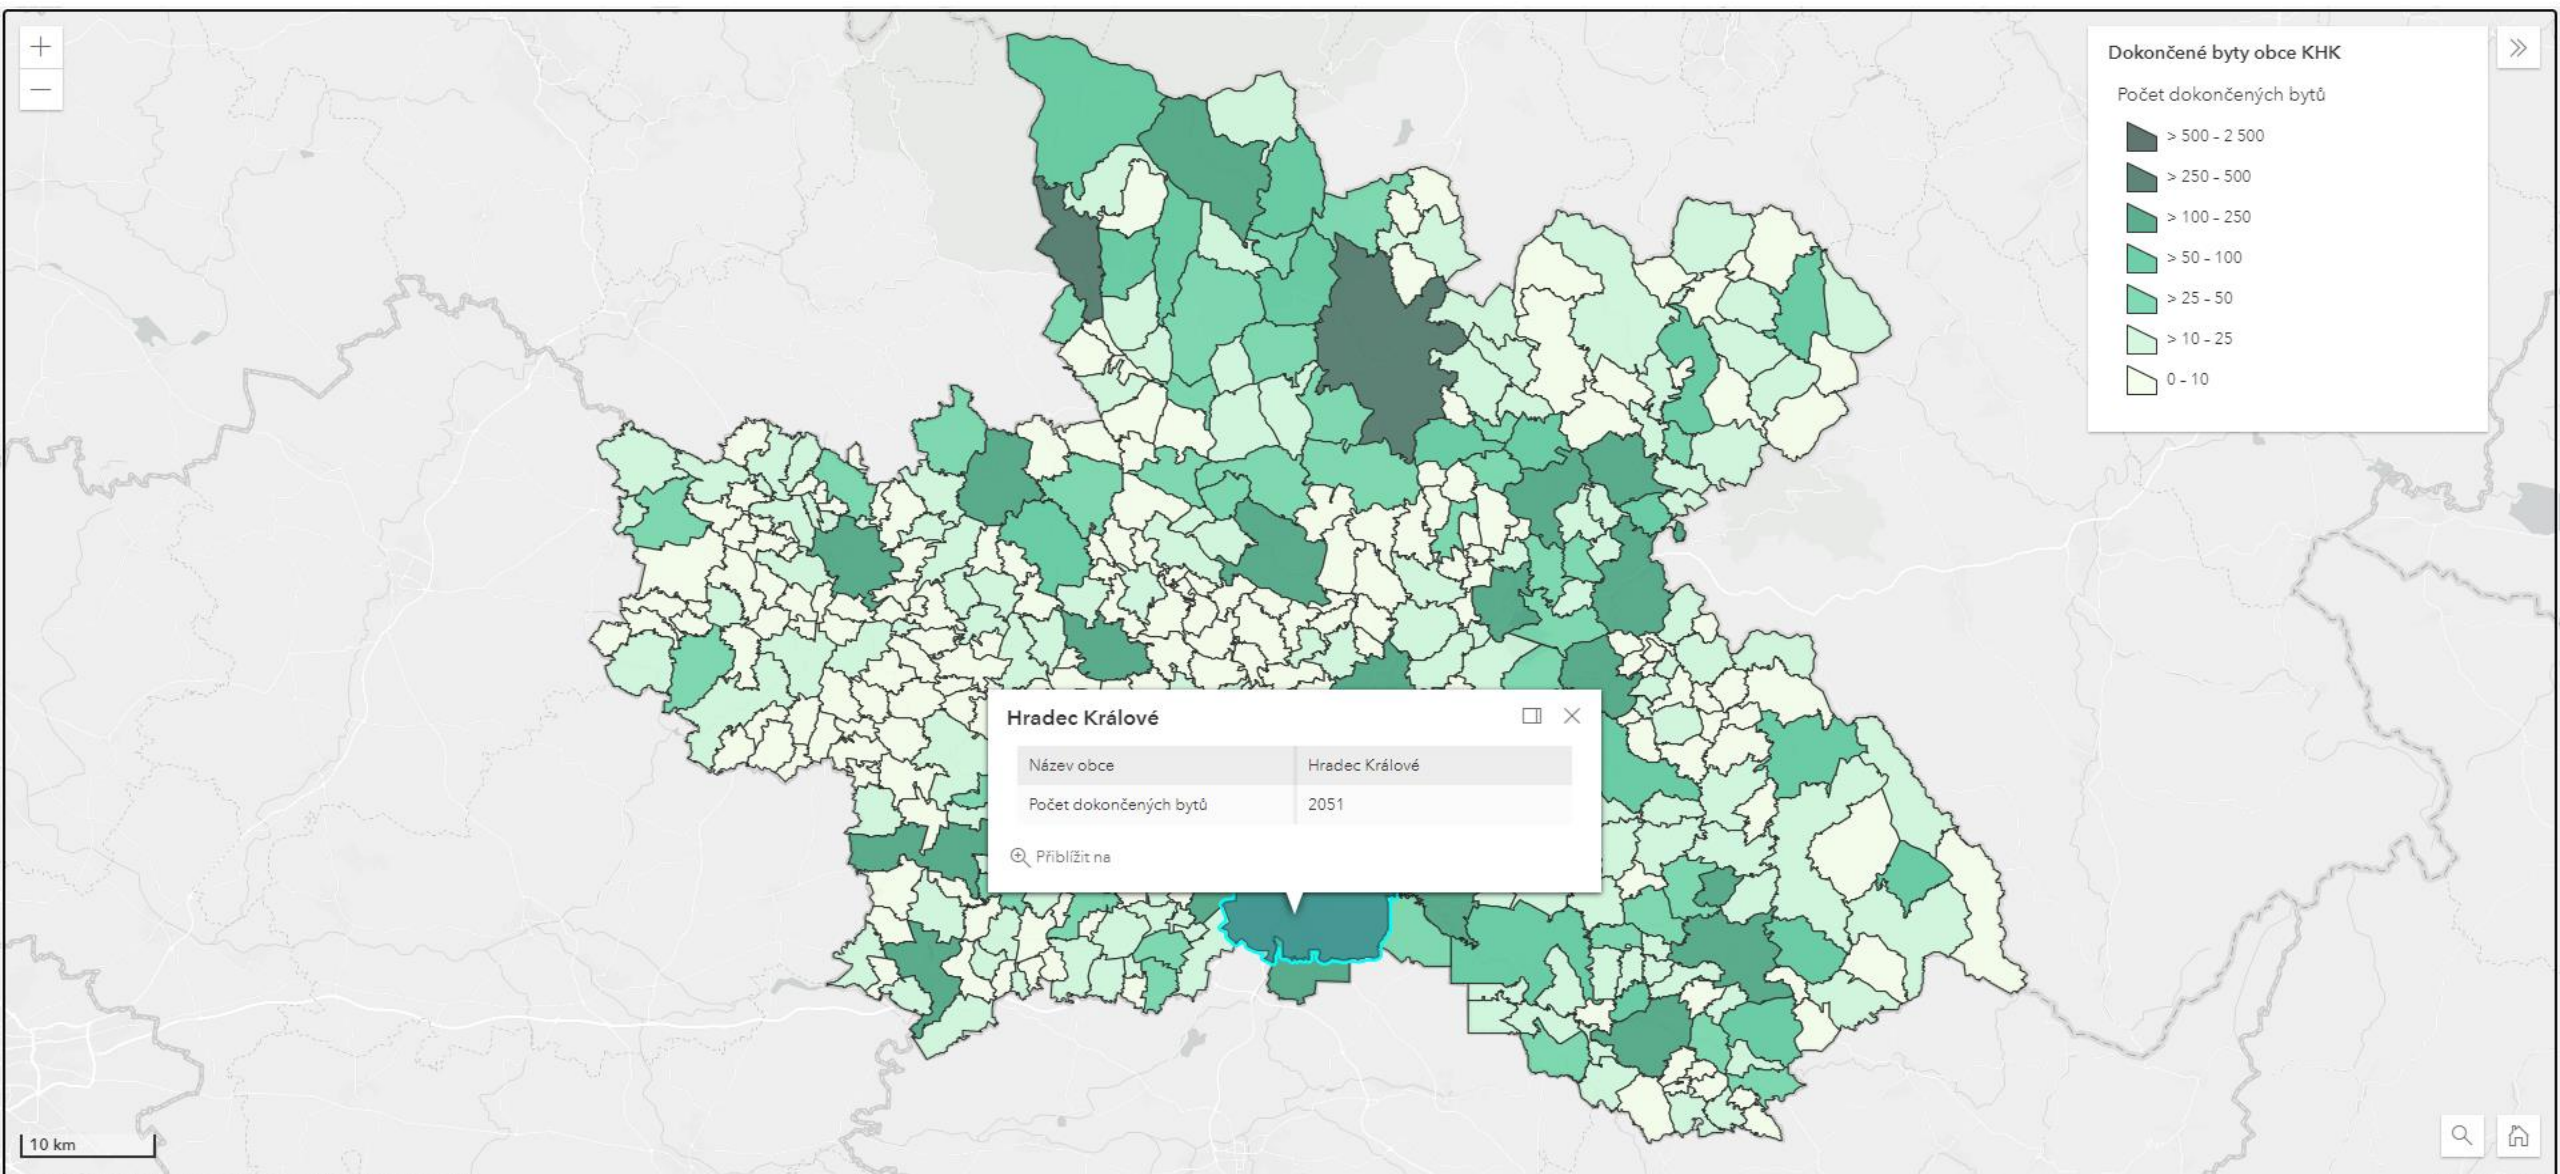 Dokončené byty obce KHK
Počet dokončených bytů
> 500 - 2 500
> 250 - 500
> 100 - 250
> 50 - 100
> 25 - 50
> 10 - 25
0 - 10
Hradec Králové
Název obce Hradec Králové
Počet dokončených bytů 2051
Přiblížit na
10 km